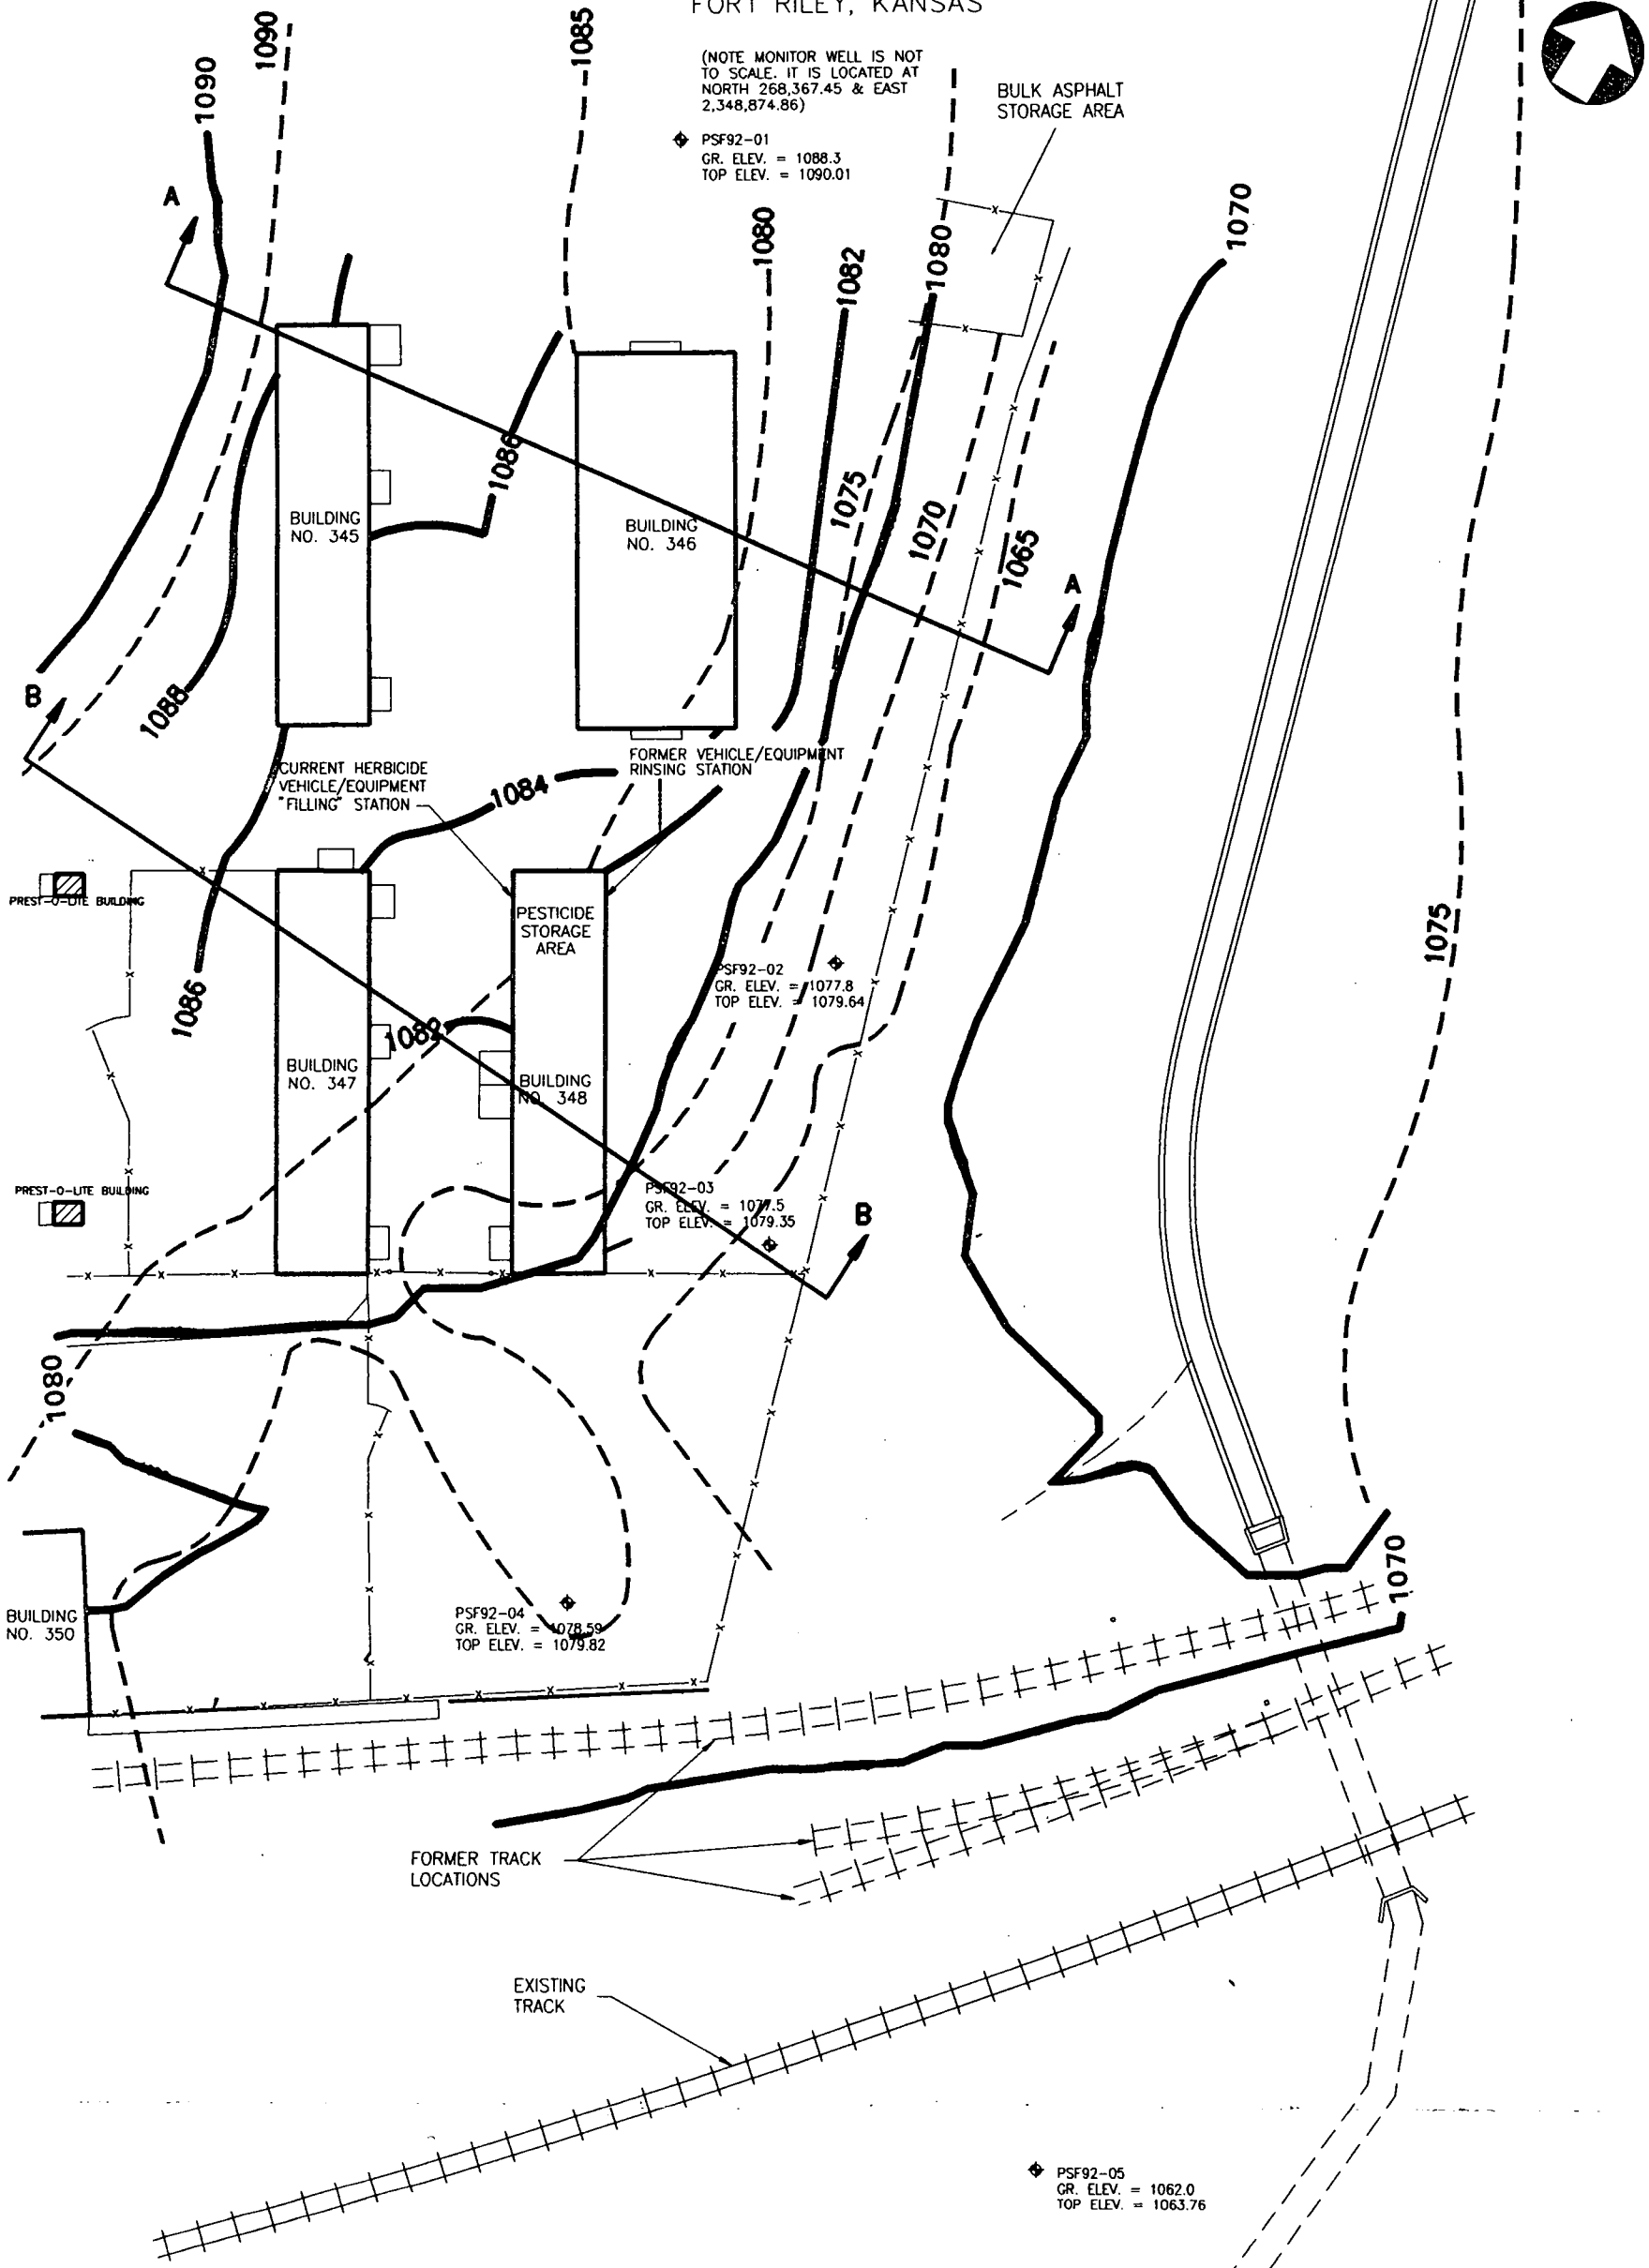 FORT RILEY, KANSAS
(NOTE MONITOR WELL IS NOT
TO SCALE. IT IS LOCATED AT
NORTH 268,367.45 & EAST
2,348,874.86)
PSF92-01
GR. ELEV. = 1088.3
TOP ELEV. = 1090.01
BULK ASPHALT
STORAGE AREA
1090
1090
1085
1080
1082
1080
1070
A
1086
1075
1070
1065
A
BUILDING
NO. 345
BUILDING
NO. 346
B
1088
CURRENT HERBICIDE
VEHICLE/EQUIPMENT
"FILLING" STATION
1084
FORMER VEHICLE/EQUIPMENT
RINSING STATION
PREST-O-LITE BUILDING
PESTICIDE
STORAGE
AREA
1075
1086
PSF92-02
GR. ELEV. = 1077.8
TOP ELEV. = 1079.64
1082
BUILDING
NO. 347
BUILDING
NO. 348
PREST-O-LITE BUILDING
PSF92-03
GR. ELEV. = 1077.5
TOP ELEV. = 1079.35
B
1080
1070
BUILDING
NO. 350
PSF92-04
GR. ELEV. = 1078.59
TOP ELEV. = 1079.82
FORMER TRACK
LOCATIONS
EXISTING
TRACK
PSF92-05
GR. ELEV. = 1062.0
TOP ELEV. = 1063.76